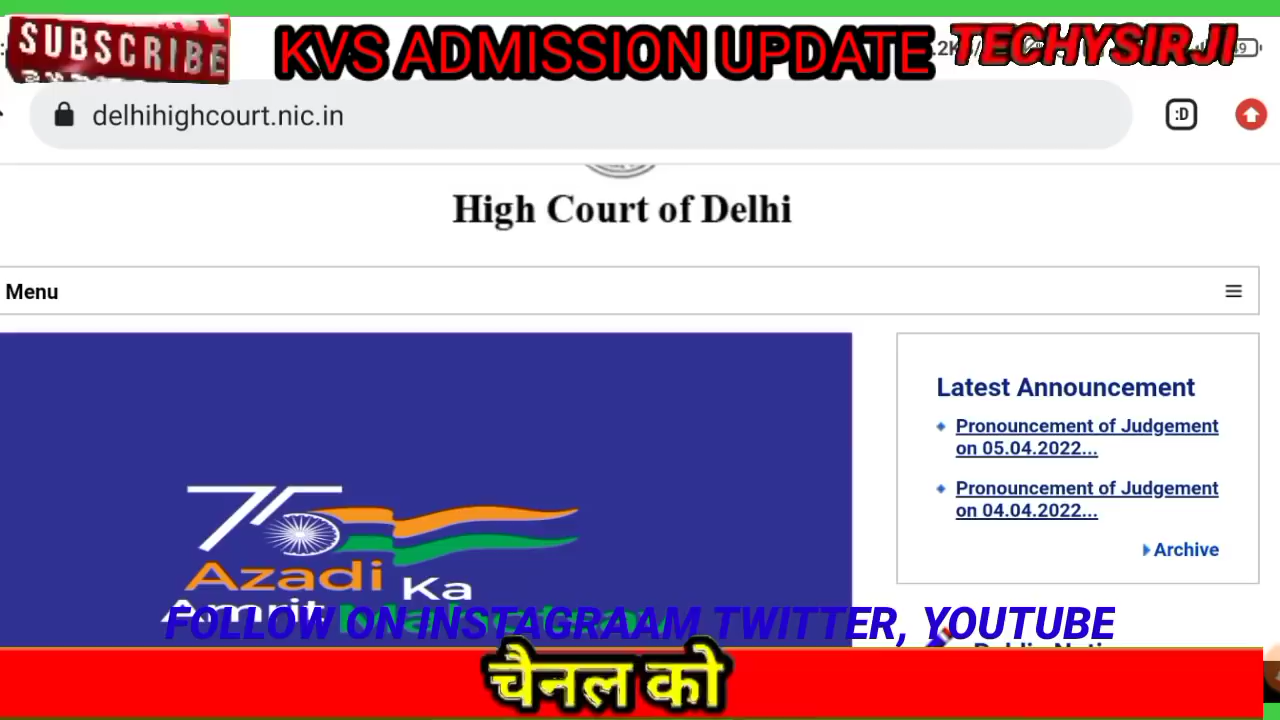 SUBSCRIBE
KVS ADMISSION UPDATE
TECHYSIRJI
delhihighcourt.nic.in
:D
High Court of Delhi
Menu
Latest Announcement
Pronouncement of Judgement
on 05.04.2022...
Pronouncement of Judgement
on 04.04.2022...
Archive
75
Azadi Ka
Amrit Mahotsav
FOLLOW ON INSTAGRAAM TWITTER, YOUTUBE
चैनल को